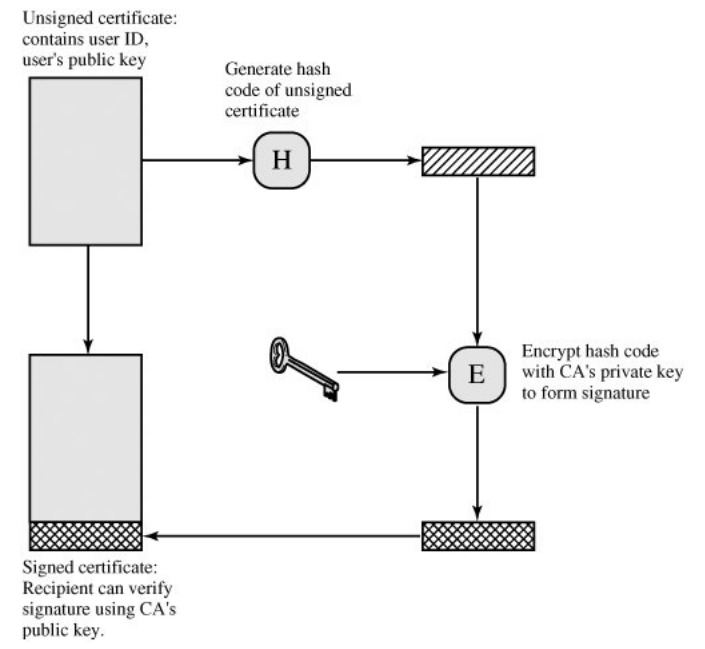 Unsigned certificate:
contains user ID,
user's public key
Generate hash
code of unsigned
certificate
H
E
Encrypt hash code
with CA's private key
to form signature
Signed certificate:
Recipient can verify
signature using CA's
public key.